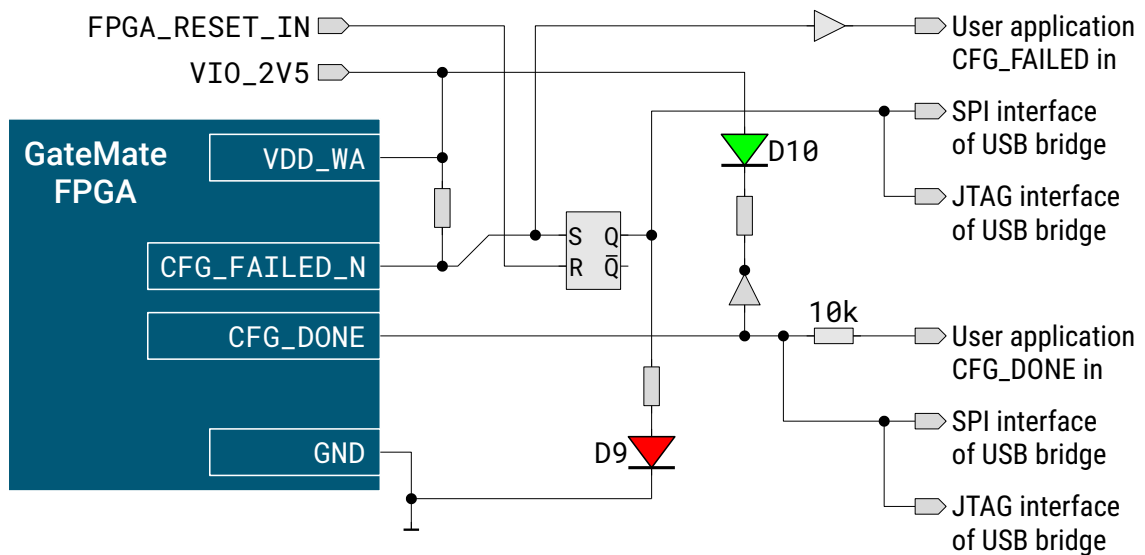 FPGA_RESET_IN
VIO_2V5
User application
CFG_FAILED in
SPI interface
of USB bridge
GateMate
FPGA
VDD_WA
D10
JTAG interface
of USB bridge
S Q
R Q̅
CFG_FAILED_N
10k
CFG_DONE
User application
CFG_DONE in
SPI interface
of USB bridge
GND
D9
JTAG interface
of USB bridge